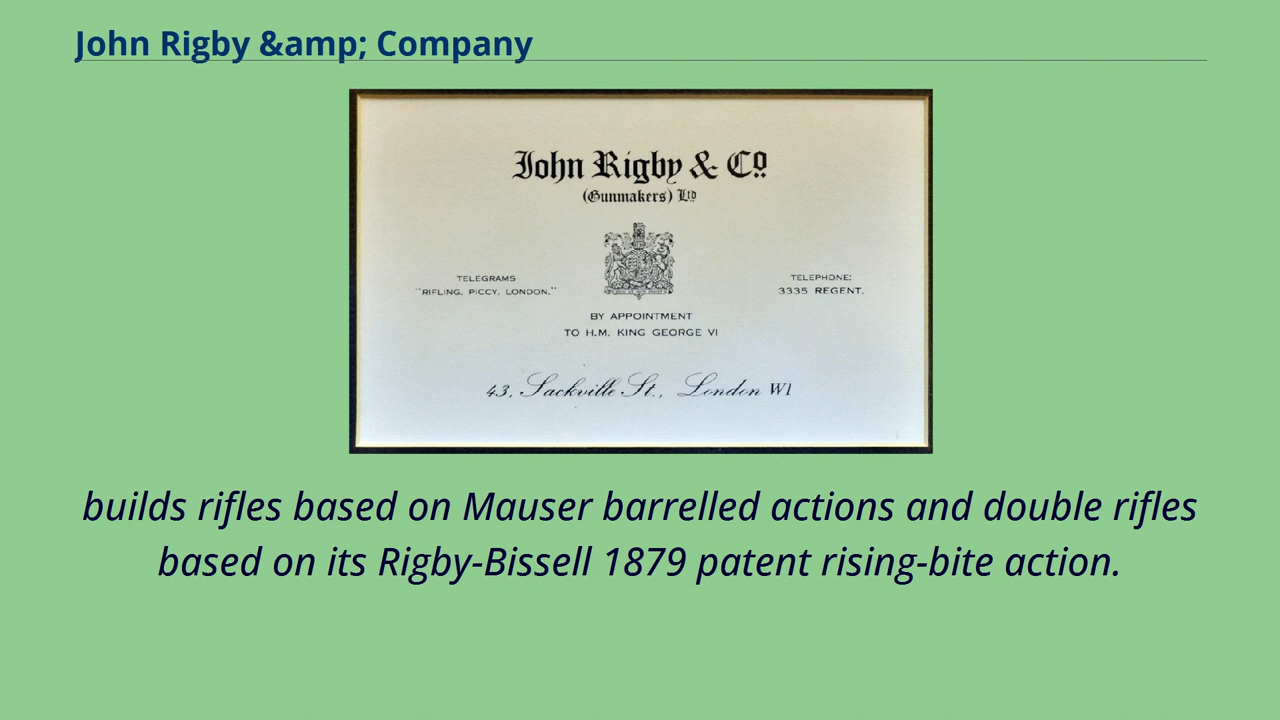 John Rigby &amp; Company
John Rigby & Co.
(Gunmakers) Ltd
TELEGRAMS
"RIFLING, PICCY, LONDON."
TELEPHONE:
3335 REGENT.
BY APPOINTMENT
TO H.M. KING GEORGE VI
43, Sackville St., London W1
builds rifles based on Mauser barrelled actions and double rifles
based on its Rigby-Bissell 1879 patent rising-bite action.